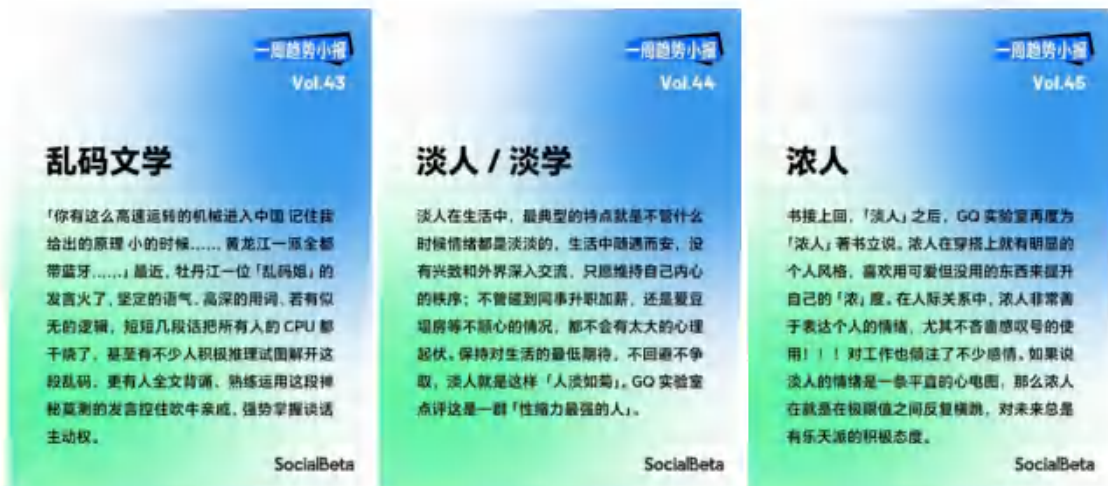 一周趋势小报
Vol.43
乱码文学
「你有这么高速运转的机械进入中国 记住我
给出的原理 小的时候…… 黄龙江一派全都
带蓝牙……」最近，牡丹江一位「乱码姐」的
发言火了，坚定的语气、高深的用词、若有似
无的逻辑，短短几段话把所有人的 CPU 都
干烧了，甚至有不少人积极推理试图解开这
段乱码，更有人全文背诵，熟练运用这段神
秘莫测的发言控住吹牛亲戚，强势掌握谈话
主动权。
SocialBeta
一周趋势小报
Vol.44
淡人 / 淡学
淡人在生活中，最典型的特点就是不管什么
时候情绪都是淡淡的，生活中随遇而安，没
有兴致和外界深入交流，只愿维持自己内心
的秩序；不管碰到同事升职加薪，还是爱豆
塌房等不顺心的情况，都不会有太大的心理
起伏。保持对生活的最低期待，不回避不争
取，淡人就是这样「人淡如菊」。GQ 实验室
点评这是一群「性缩力最强的人」。
SocialBeta
一周趋势小报
Vol.45
浓人
书接上回，「淡人」之后，GQ 实验室再度为
「浓人」著书立说。浓人在穿搭上就有明显的
个人风格，喜欢用可爱但没用的东西来提升
自己的「浓」度。在人际关系中，浓人非常善
于表达个人的情绪，尤其不吝啬感叹号的使
用！！！对工作也倾注了不少感情。如果说
淡人的情绪是一条平直的心电图，那么浓人
在就是在极限值之间反复横跳，对未来总是
有乐天派的积极态度。
SocialBeta